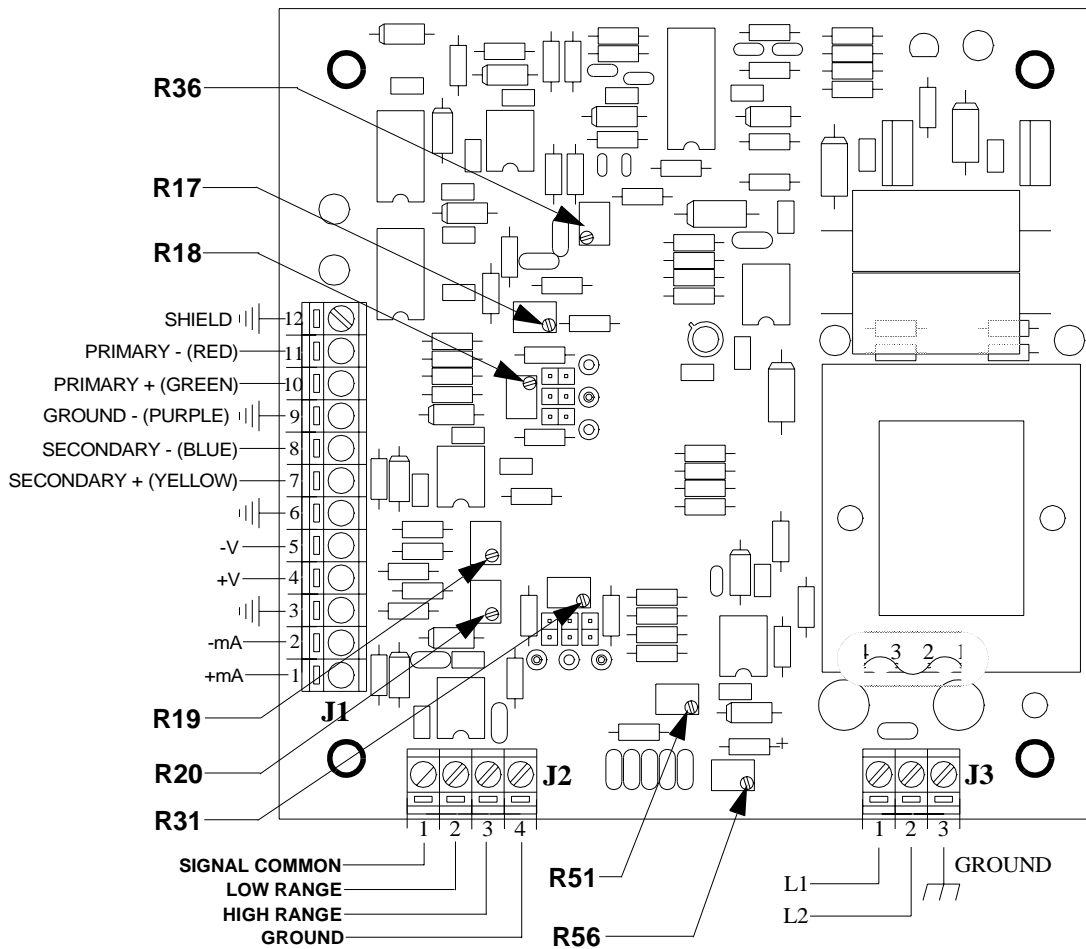 R36
R17
R18
SHIELD 12
PRIMARY - (RED) 11
PRIMARY + (GREEN) 10
GROUND - (PURPLE) 9
SECONDARY - (BLUE) 8
SECONDARY + (YELLOW) 7
6
-V 5
+V 4
3
-mA 2
+mA 1
4 3 2 1
J1
R19
R20
R31
J2
J3
+
1 2 3 4
1 2 3
SIGNAL COMMON
LOW RANGE
HIGH RANGE
GROUND
R51
R56
L1
L2
GROUND